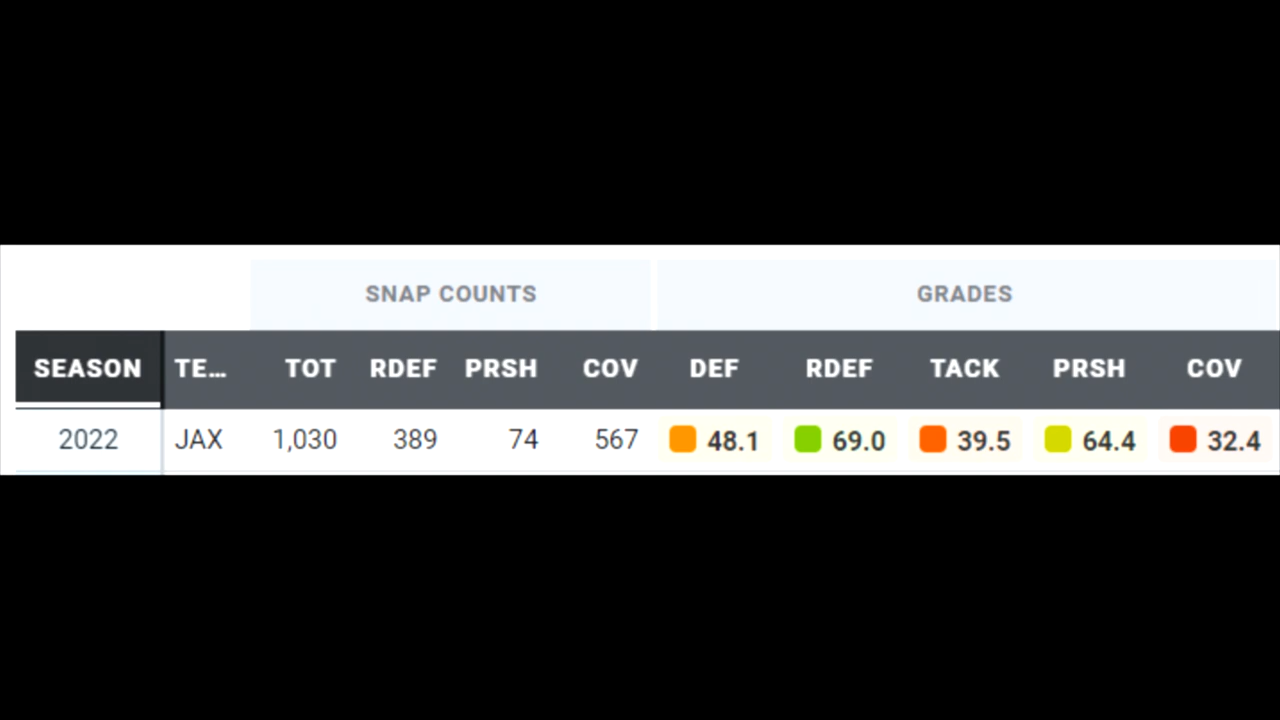 SNAP COUNTS GRADES
SEASON TE... TOT RDEF PRSH COV DEF RDEF TACK PRSH COV
2022 JAX 1,030 389 74 567 48.1 69.0 39.5 64.4 32.4